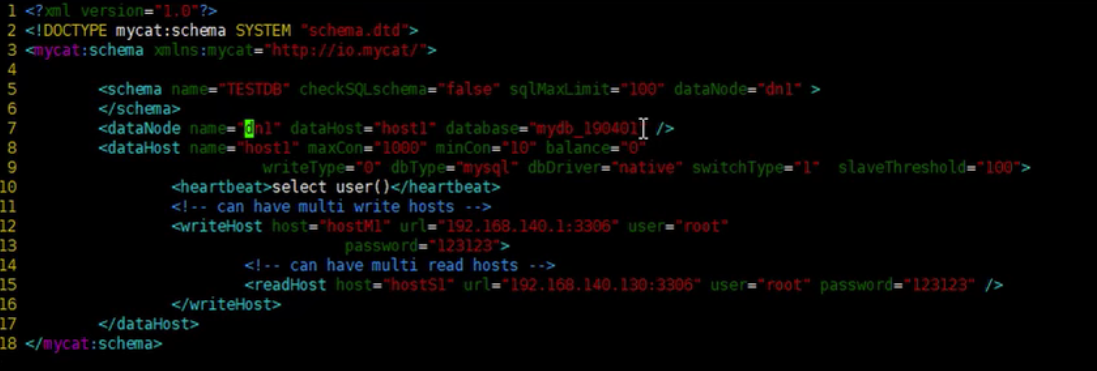 1 <?xml version="1.0"?>
2 <!DOCTYPE mycat:schema SYSTEM "schema.dtd">
3 <mycat:schema xmlns:mycat="http://io.mycat/">
4
5 <schema name="TESTDB" checkSQLschema="false" sqlMaxLimit="100" dataNode="dn1" >
6 </schema>
7 <dataNode name="dn1" dataHost="host1" database="mydb_190401" />
8 <dataHost name="host1" maxCon="1000" minCon="10" balance="0"
9 writeType="0" dbType="mysql" dbDriver="native" switchType="1" slaveThreshold="100">
10 <heartbeat>select user()</heartbeat>
11 <!-- can have multi write hosts -->
12 <writeHost host="hostM1" url="192.168.140.1:3306" user="root"
13 password="123123">
14 <!-- can have multi read hosts -->
15 <readHost host="hostS1" url="192.168.140.130:3306" user="root" password="123123" />
16 </writeHost>
17 </dataHost>
18 </mycat:schema>